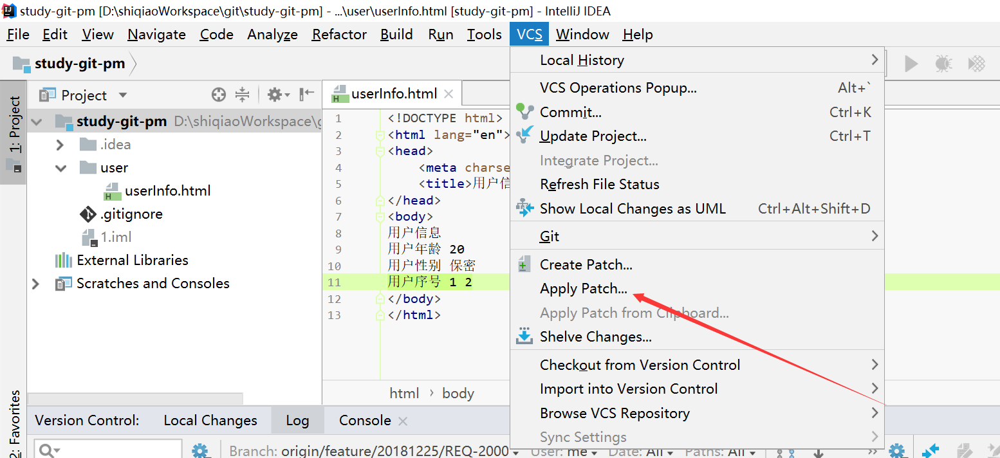 study-git-pm [D:\shiqiaoWorkspace\git\study-git-pm] - ...\user\userInfo.html [study-git-pm] - IntelliJ IDEA
File Edit View Navigate Code Analyze Refactor Build Run Tools VCS Window Help
study-git-pm
Local History
Project
userInfo.html
VCS Operations Popup... Alt+`
Commit... Ctrl+K
Update Project... Ctrl+T
Integrate Project...
Refresh File Status
Show Local Changes as UML Ctrl+Alt+Shift+D
Git
Create Patch...
Apply Patch...
Apply Patch from Clipboard...
Shelve Changes...
Checkout from Version Control
Import into Version Control
Browse VCS Repository
Sync Settings
1: Project
2: Favorites
study-git-pm D:\shiqiaoWorkspace\g
.idea
user
userInfo.html
.gitignore
1.iml
External Libraries
Scratches and Consoles
1 <!DOCTYPE html>
2 <html lang="en">
3 <head>
4 <meta charse
5 <title>用户信
6 </head>
7 <body>
8 用户信息
9 用户年龄 20
10 用户性别 保密
11 用户序号 1 2
12 </body>
13 </html>
html › body
Version Control: Local Changes Log Console
Branch: origin/feature/20181225/REQ-2000 User: me Date: All Paths: All